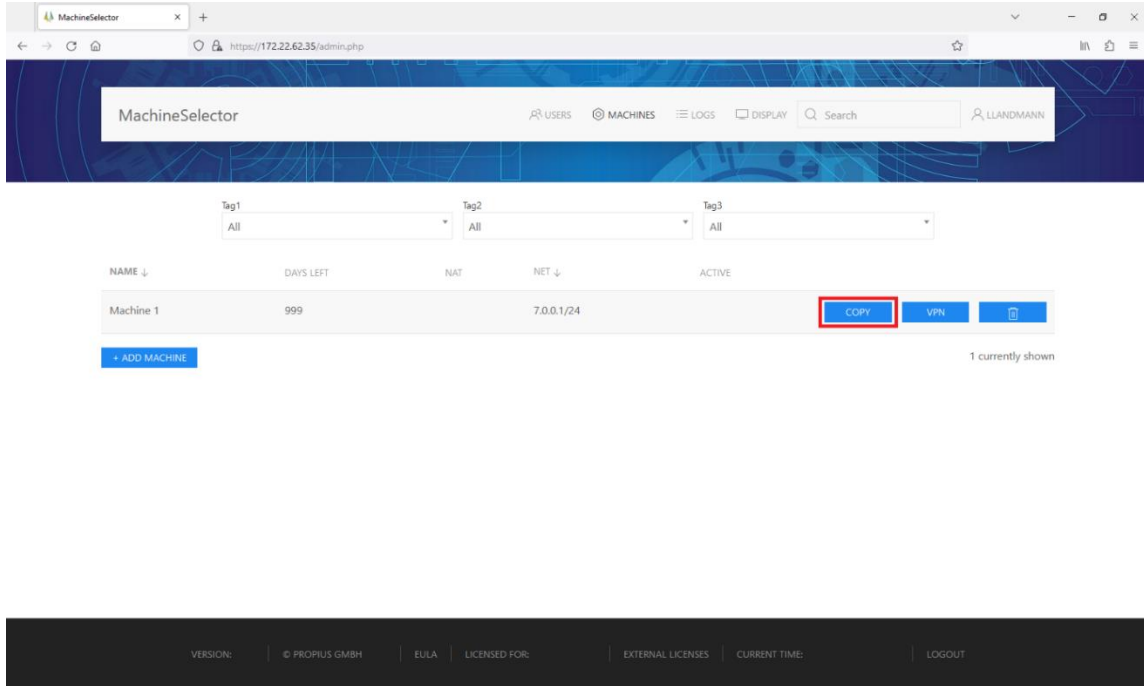 MachineSelector
https://172.22.62.35/admin.php
MachineSelector USERS MACHINES LOGS DISPLAY Search LLANDMANN
Tag1 Tag2 Tag3
All All All
NAME ↓ DAYS LEFT NAT NET ↓ ACTIVE
Machine 1 999 7.0.0.1/24 COPY VPN
+ ADD MACHINE 1 currently shown
VERSION: © PROPIUS GMBH EULA LICENSED FOR: EXTERNAL LICENSES CURRENT TIME: LOGOUT